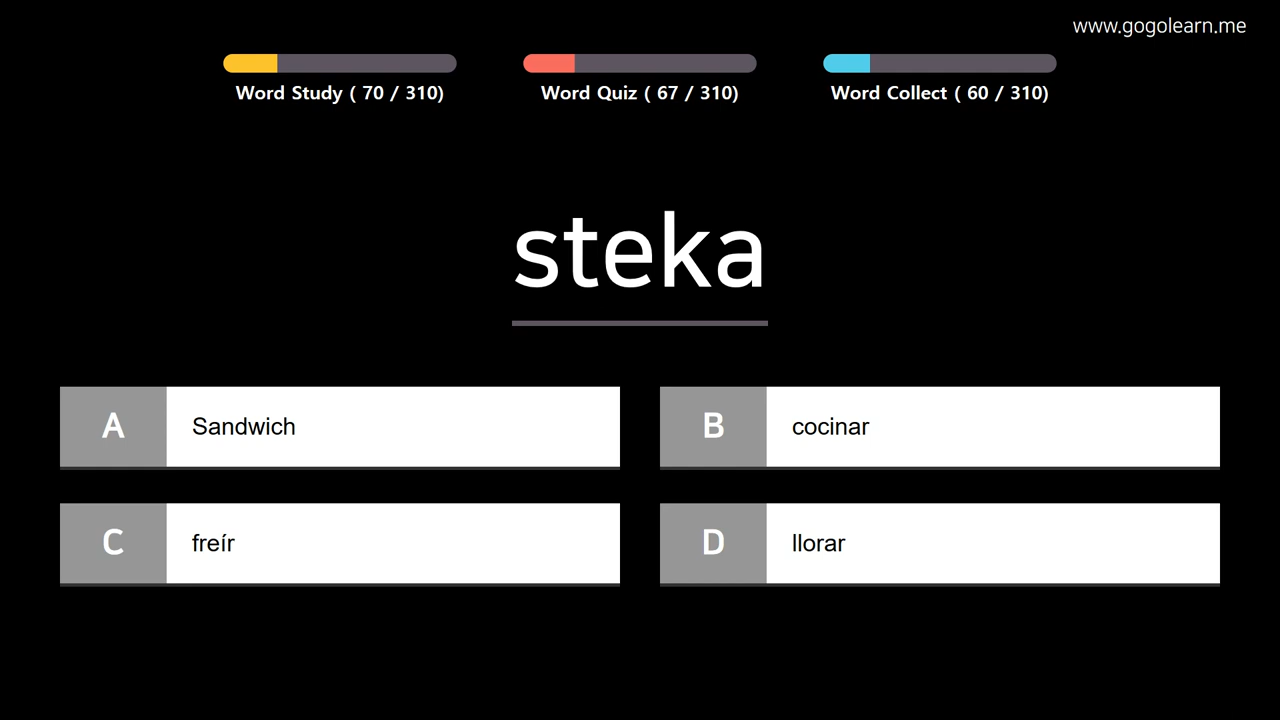 www.gogolearn.me
Word Study ( 70 / 310)
Word Quiz ( 67 / 310)
Word Collect ( 60 / 310)
steka
A Sandwich
B cocinar
C freír
D llorar